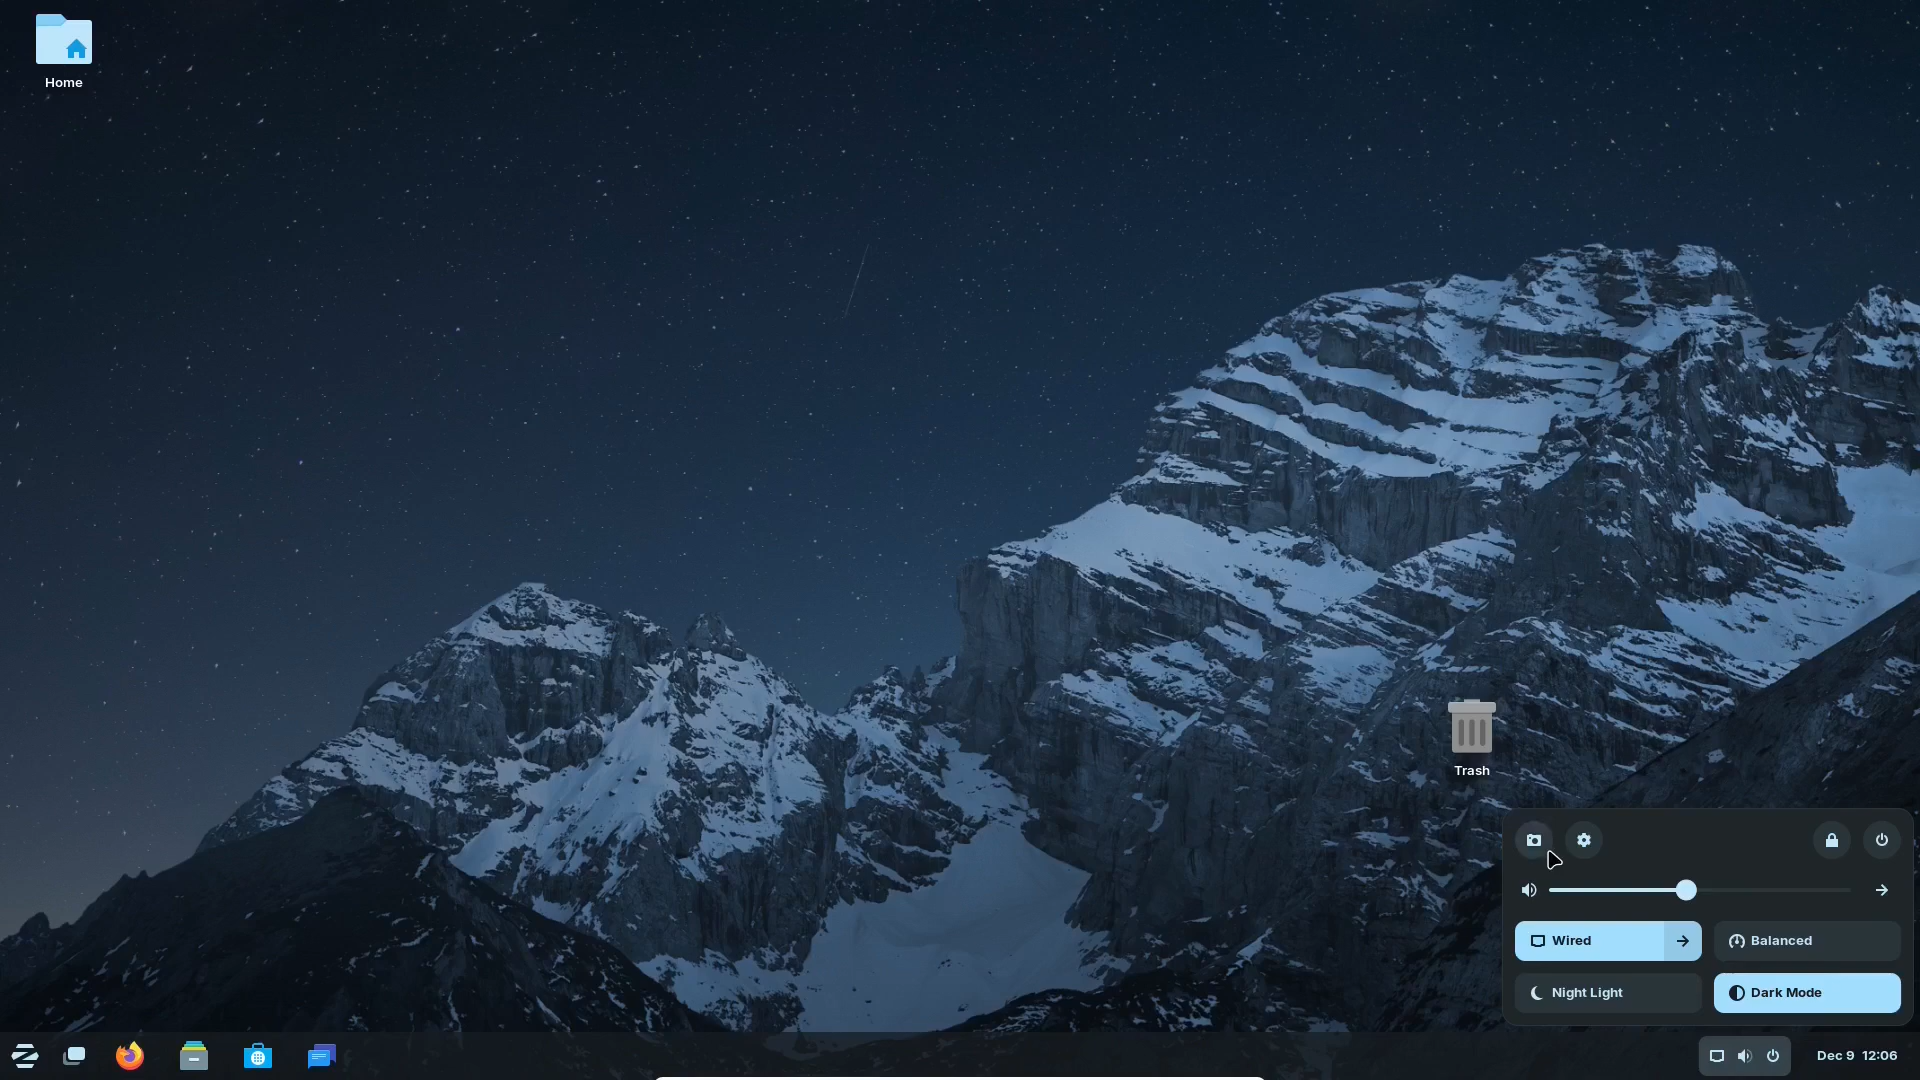 Home
Trash
Wired
Balanced
Night Light
Dark Mode
Dec 9 12:06